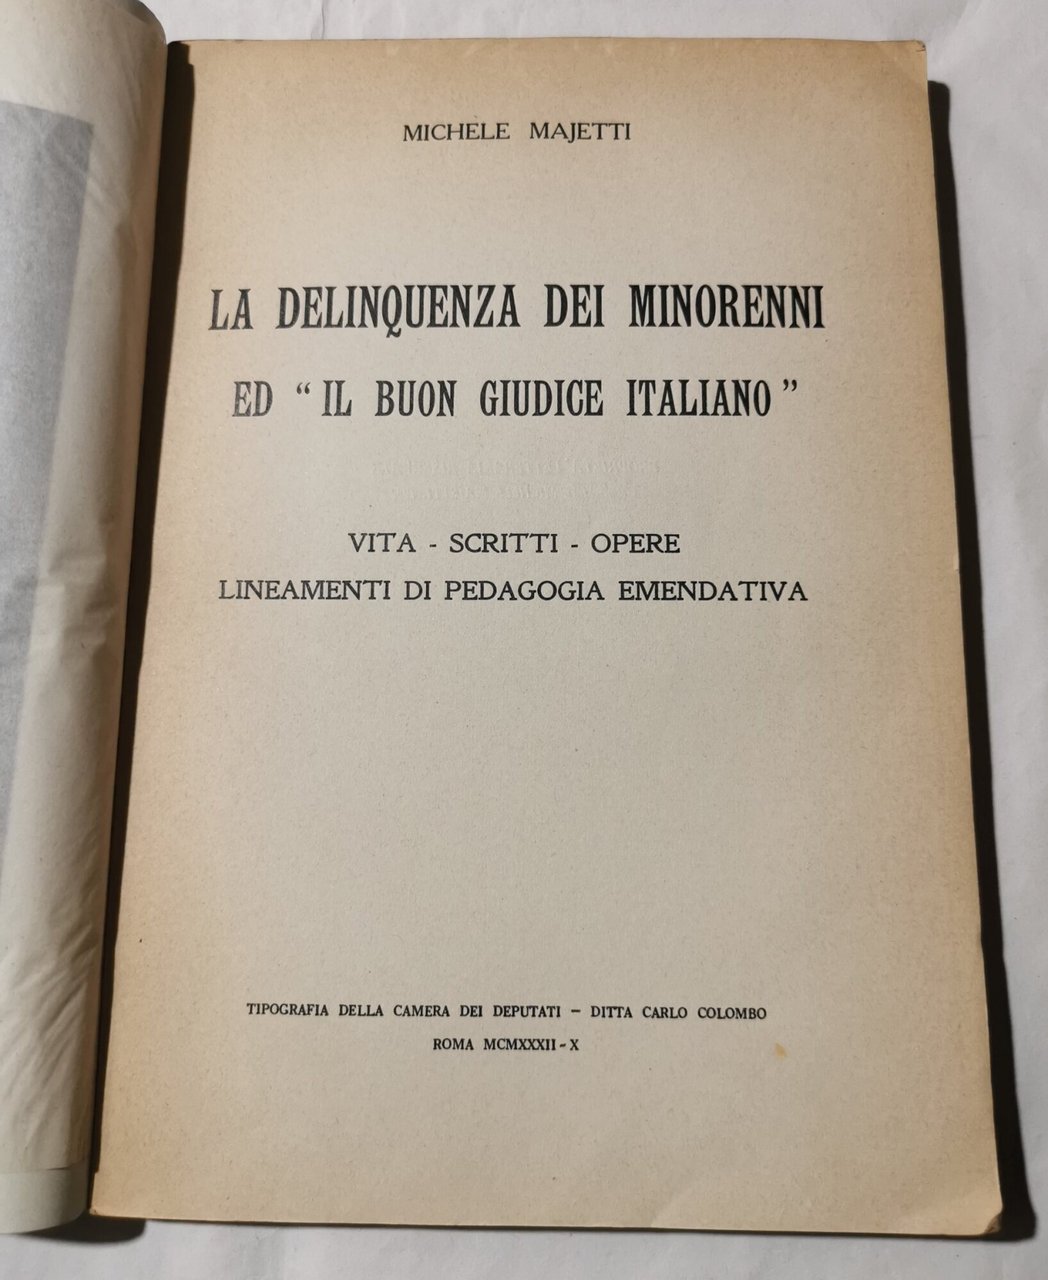 MICHELE MAJETTI
LA DELINQUENZA DEI MINORENNI
ED “ IL BUON GIUDICE ITALIANO ”
VITA - SCRITTI - OPERE
LINEAMENTI DI PEDAGOGIA EMENDATIVA
TIPOGRAFIA DELLA CAMERA DEI DEPUTATI – DITTA CARLO COLOMBO
ROMA MCMXXXII-X